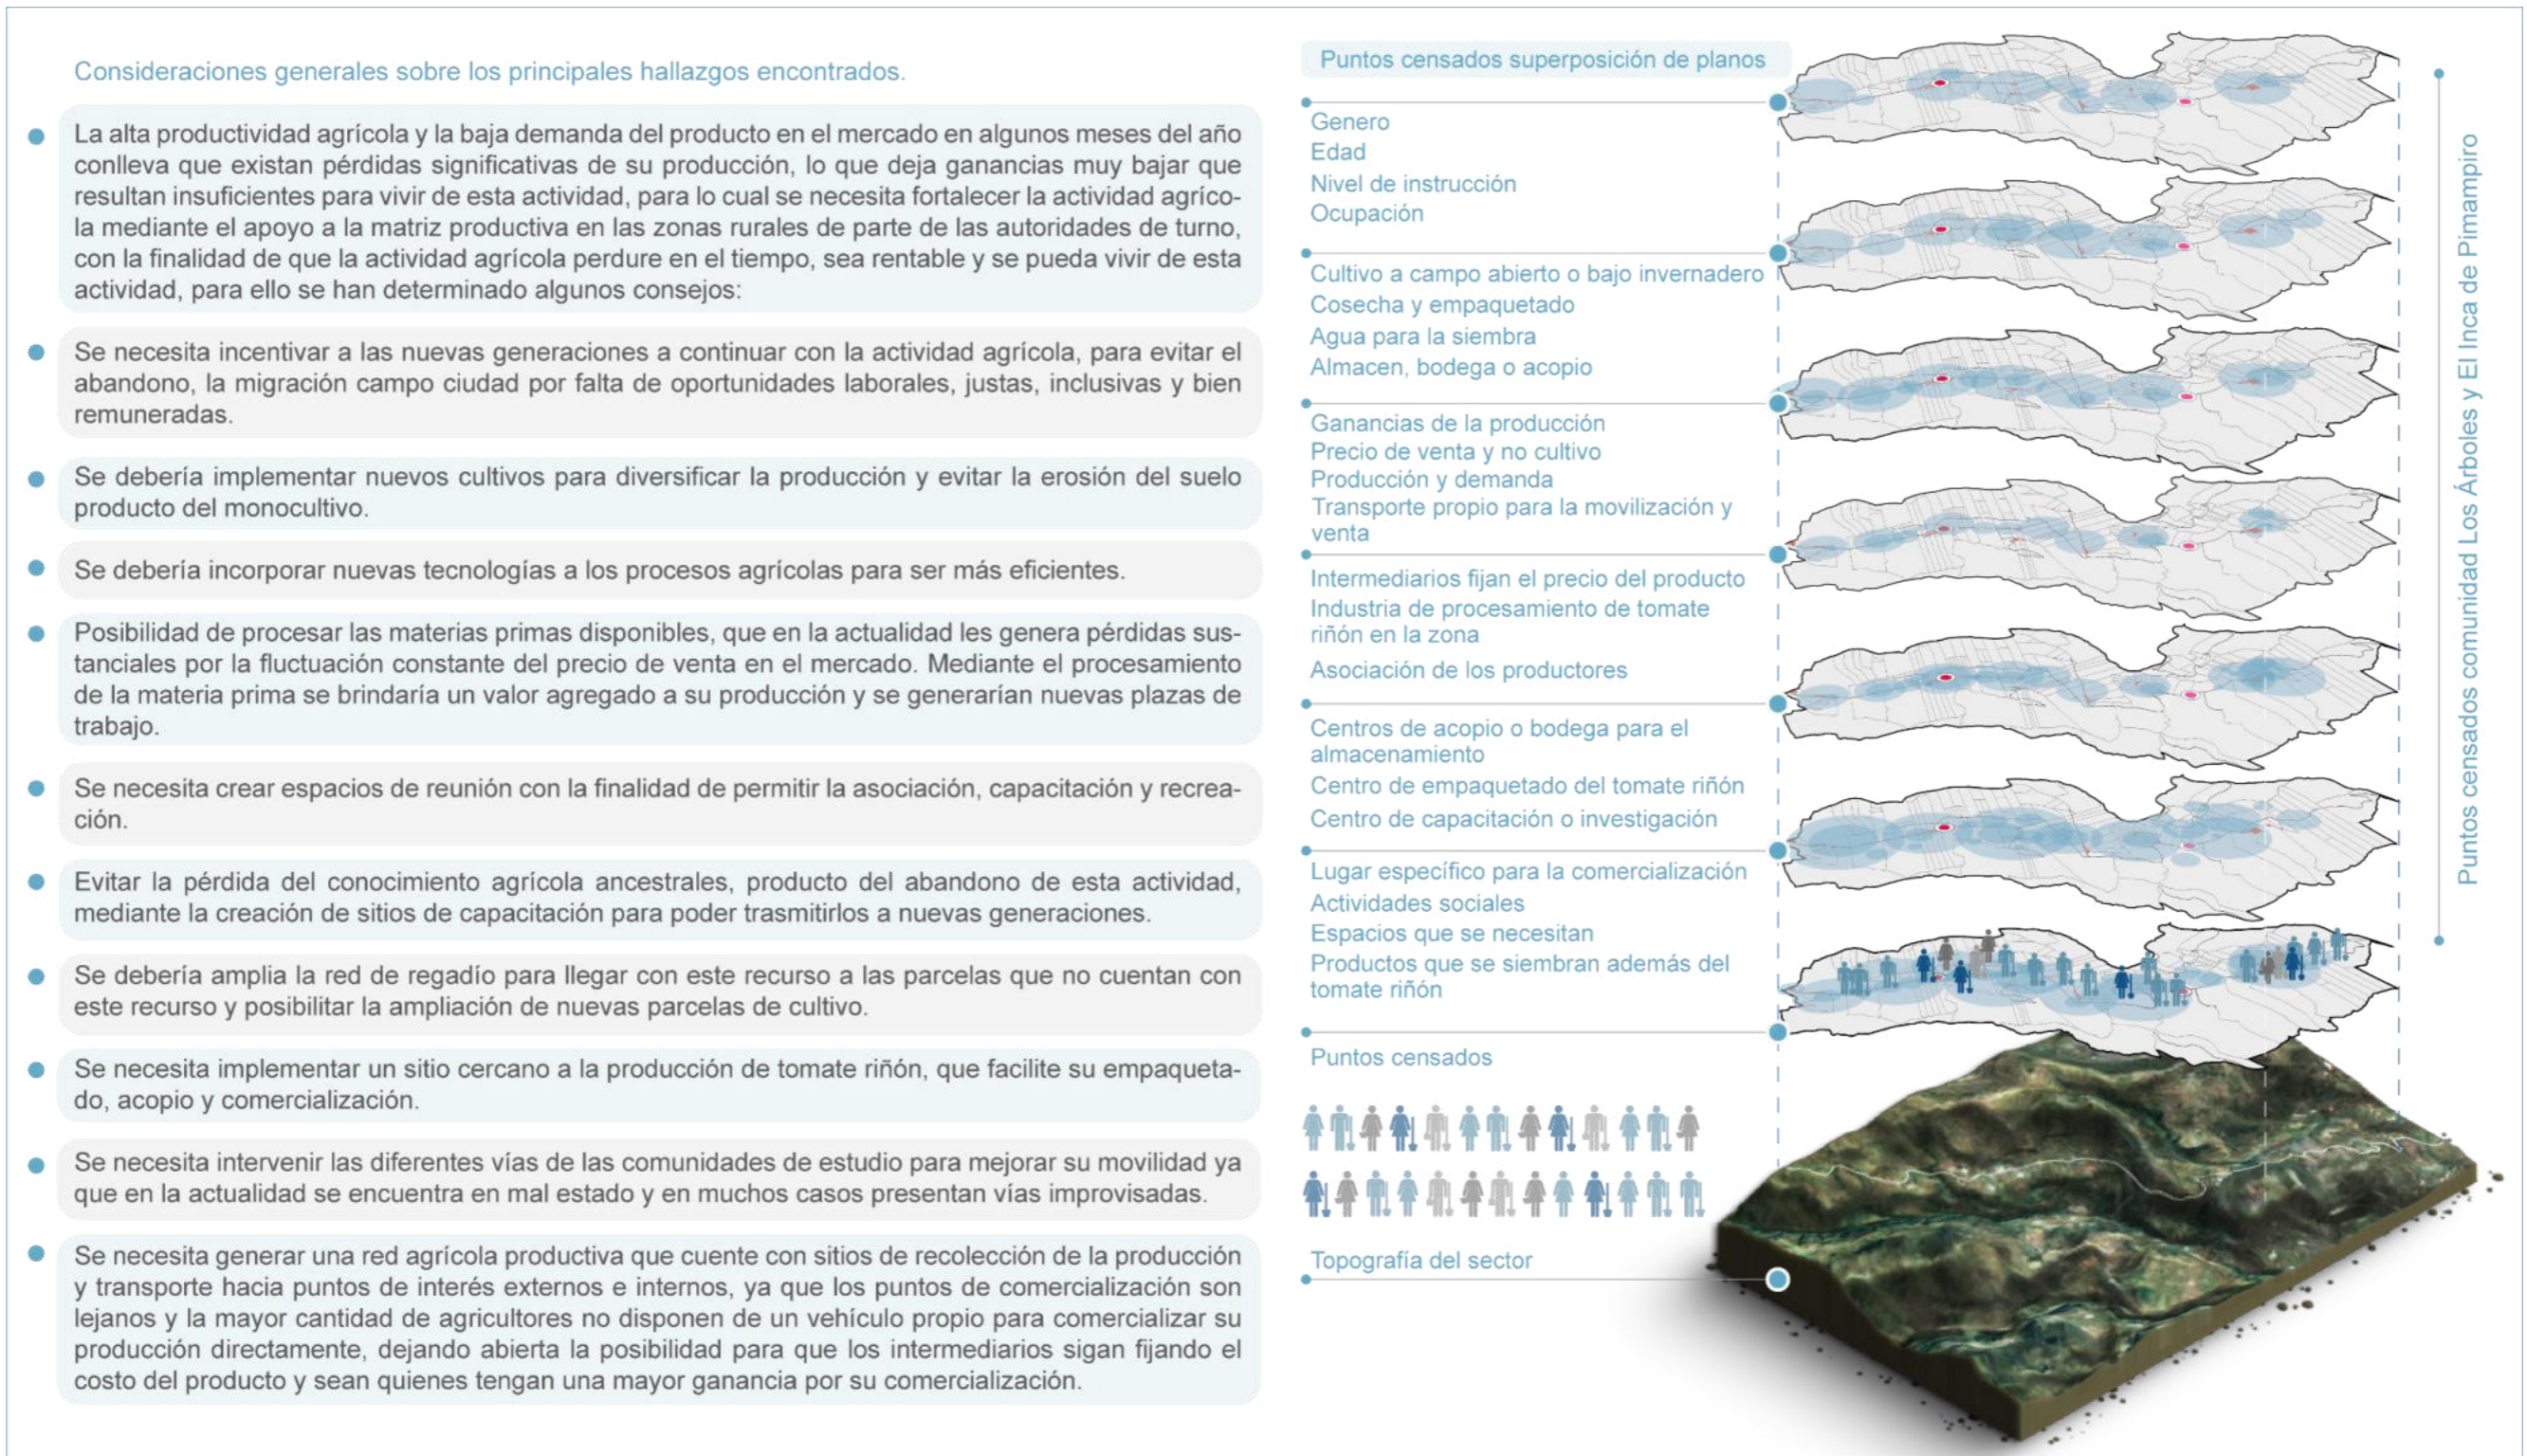 Consideraciones generales sobre los principales hallazgos encontrados.
La alta productividad agrícola y la baja demanda del producto en el mercado en algunos meses del año
conlleva que existan pérdidas significativas de su producción, lo que deja ganancias muy bajar que
resultan insuficientes para vivir de esta actividad, para lo cual se necesita fortalecer la actividad agríco-
la mediante el apoyo a la matriz productiva en las zonas rurales de parte de las autoridades de turno,
con la finalidad de que la actividad agrícola perdure en el tiempo, sea rentable y se pueda vivir de esta
actividad, para ello se han determinado algunos consejos:
Se necesita incentivar a las nuevas generaciones a continuar con la actividad agrícola, para evitar el
abandono, la migración campo ciudad por falta de oportunidades laborales, justas, inclusivas y bien
remuneradas.
Se debería implementar nuevos cultivos para diversificar la producción y evitar la erosión del suelo
producto del monocultivo.
Se debería incorporar nuevas tecnologías a los procesos agrícolas para ser más eficientes.
Posibilidad de procesar las materias primas disponibles, que en la actualidad les genera pérdidas sus-
tanciales por la fluctuación constante del precio de venta en el mercado. Mediante el procesamiento
de la materia prima se brindaría un valor agregado a su producción y se generarían nuevas plazas de
trabajo.
Se necesita crear espacios de reunión con la finalidad de permitir la asociación, capacitación y recrea-
ción.
Evitar la pérdida del conocimiento agrícola ancestrales, producto del abandono de esta actividad,
mediante la creación de sitios de capacitación para poder trasmitirlos a nuevas generaciones.
Se debería amplia la red de regadío para llegar con este recurso a las parcelas que no cuentan con
este recurso y posibilitar la ampliación de nuevas parcelas de cultivo.
Se necesita implementar un sitio cercano a la producción de tomate riñón, que facilite su empaqueta-
do, acopio y comercialización.
Se necesita intervenir las diferentes vías de las comunidades de estudio para mejorar su movilidad ya
que en la actualidad se encuentra en mal estado y en muchos casos presentan vías improvisadas.
Se necesita generar una red agrícola productiva que cuente con sitios de recolección de la producción
y transporte hacia puntos de interés externos e internos, ya que los puntos de comercialización son
lejanos y la mayor cantidad de agricultores no disponen de un vehículo propio para comercializar su
producción directamente, dejando abierta la posibilidad para que los intermediarios sigan fijando el
costo del producto y sean quienes tengan una mayor ganancia por su comercialización.
Puntos censados superposición de planos
Genero
Edad
Nivel de instrucción
Ocupación
Cultivo a campo abierto o bajo invernadero
Cosecha y empaquetado
Agua para la siembra
Almacen, bodega o acopio
Ganancias de la producción
Precio de venta y no cultivo
Producción y demanda
Transporte propio para la movilización y
venta
Intermediarios fijan el precio del producto
Industria de procesamiento de tomate
riñón en la zona
Asociación de los productores
Centros de acopio o bodega para el
almacenamiento
Centro de empaquetado del tomate riñón
Centro de capacitación o investigación
Lugar específico para la comercialización
Actividades sociales
Espacios que se necesitan
Productos que se siembran además del
tomate riñón
Puntos censados
Topografía del sector
Puntos censados comunidad Los Árboles y El Inca de Pimampiro